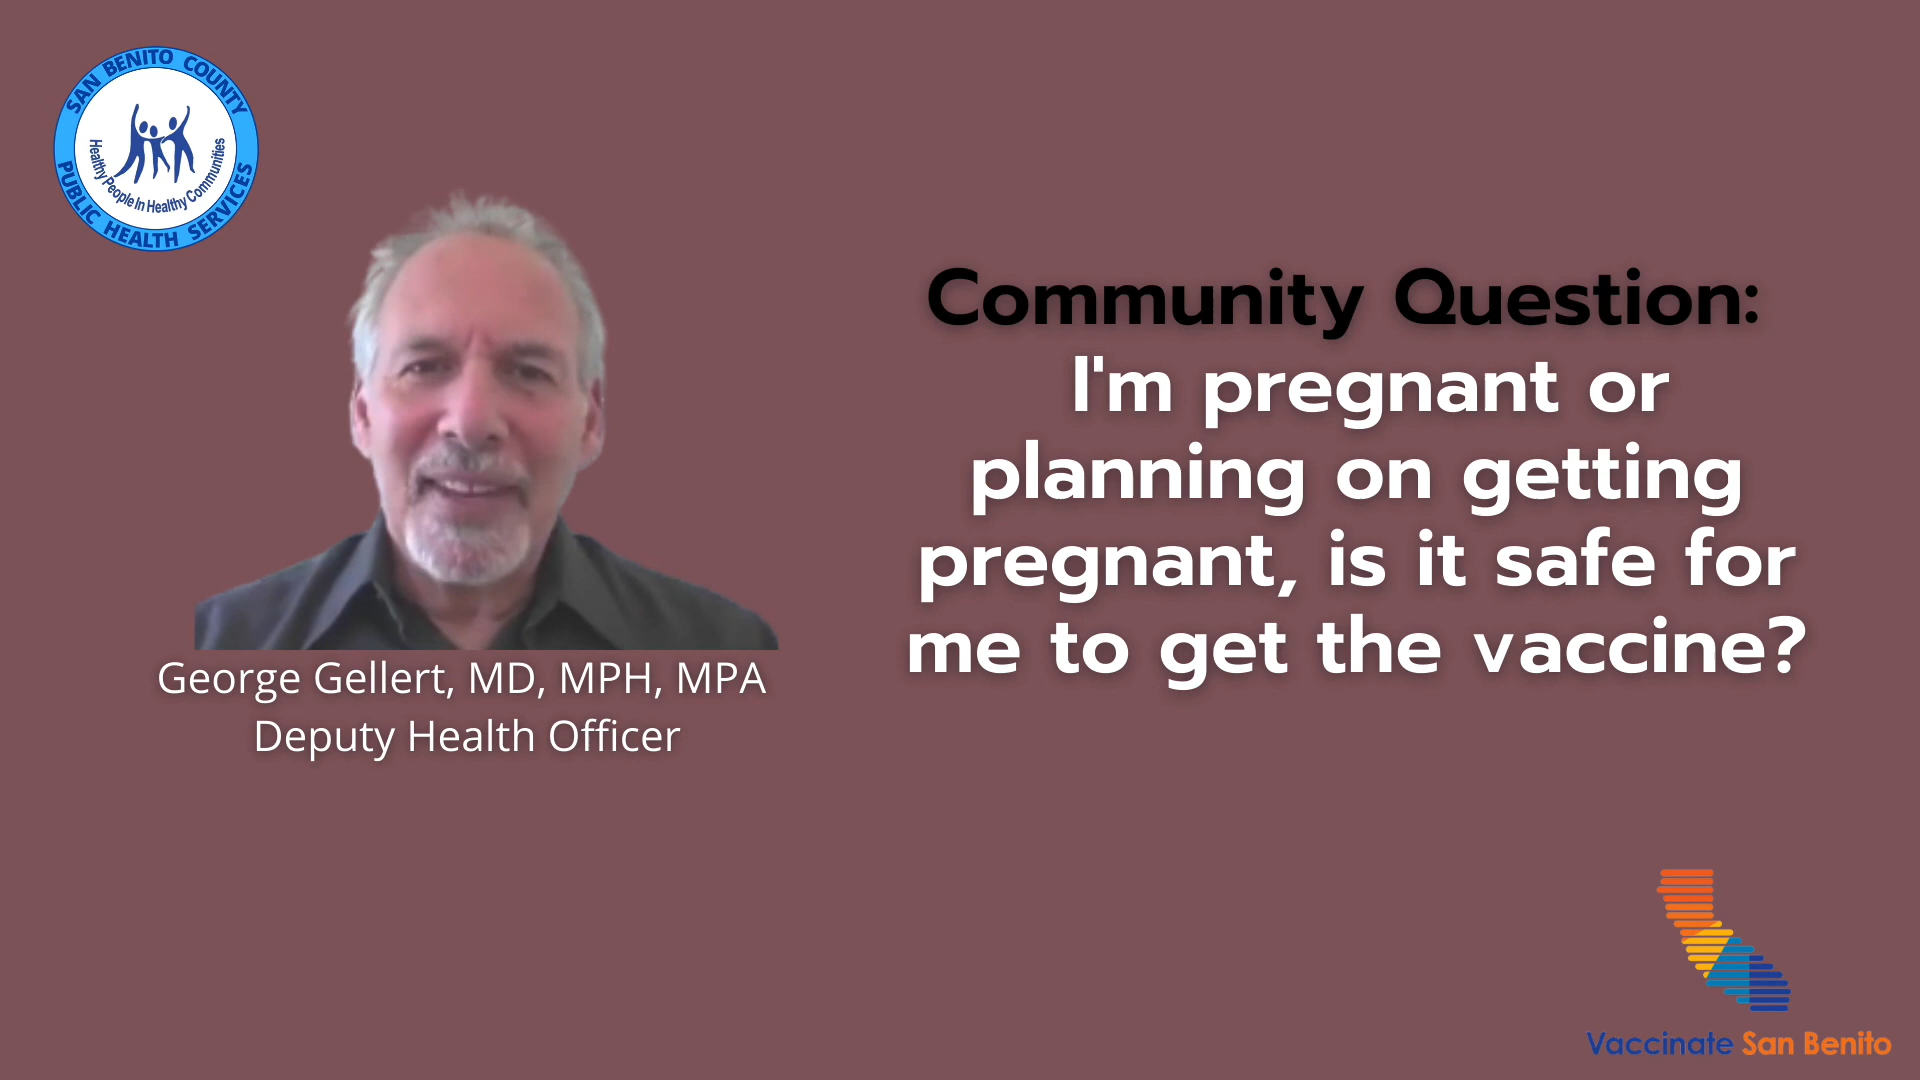 SAN BENITO COUNTY
Healthy People In Healthy Communities
PUBLIC HEALTH SERVICES
George Gellert, MD, MPH, MPA
Deputy Health Officer
Community Question:
I'm pregnant or
planning on getting
pregnant, is it safe for
me to get the vaccine?
Vaccinate San Benito